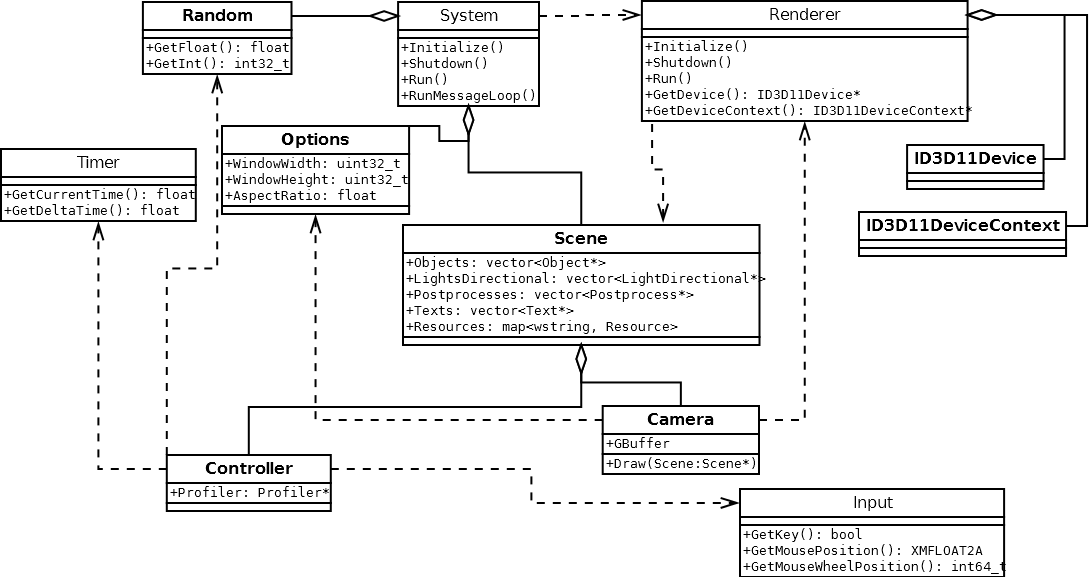 Random
+GetFloat(): float
+GetInt(): int32_t
System
+Initialize()
+Shutdown()
+Run()
+RunMessageLoop()
Renderer
+Initialize()
+Shutdown()
+Run()
+GetDevice(): ID3D11Device*
+GetDeviceContext(): ID3D11DeviceContext*
Options
+WindowWidth: uint32_t
+WindowHeight: uint32_t
+AspectRatio: float
Timer
+GetCurrentTime(): float
+GetDeltaTime(): float
ID3D11Device
ID3D11DeviceContext
Scene
+Objects: vector<Object*>
+LightsDirectional: vector<LightDirectional*>
+Postprocesses: vector<Postprocess*>
+Texts: vector<Text*>
+Resources: map<wstring, Resource>
Camera
+GBuffer
+Draw(Scene:Scene*)
Controller
+Profiler: Profiler*
Input
+GetKey(): bool
+GetMousePosition(): XMFLOAT2A
+GetMouseWheelPosition(): int64_t